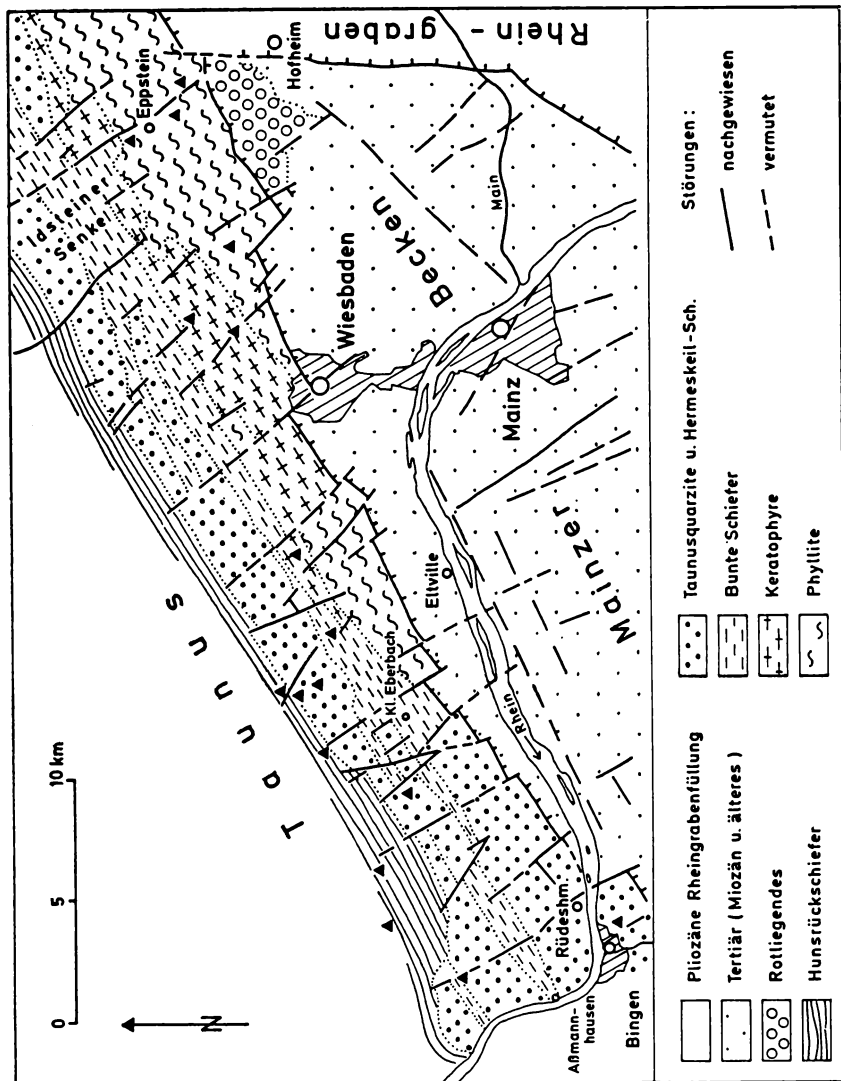 0 5 10 km
N
Taunus
Idsteiner
Senke
Eppstein
Hofheim
Rhein - graben
Wiesbaden
Becken
Main
Kl. Eberbach
Eltville
Mainz
Mainzer
Rhein
Rüdeshm.
Aßmann-
hausen
Bingen
Pliozäne Rheingrabenfüllung
Tertiär ( Miozän u. älteres )
Rotliegendes
Hunsrückschiefer
Taunusquarzite u. Hermeskeil-Sch.
Bunte Schiefer
Keratophyre
Phyllite
Störungen :
nachgewiesen
vermutet